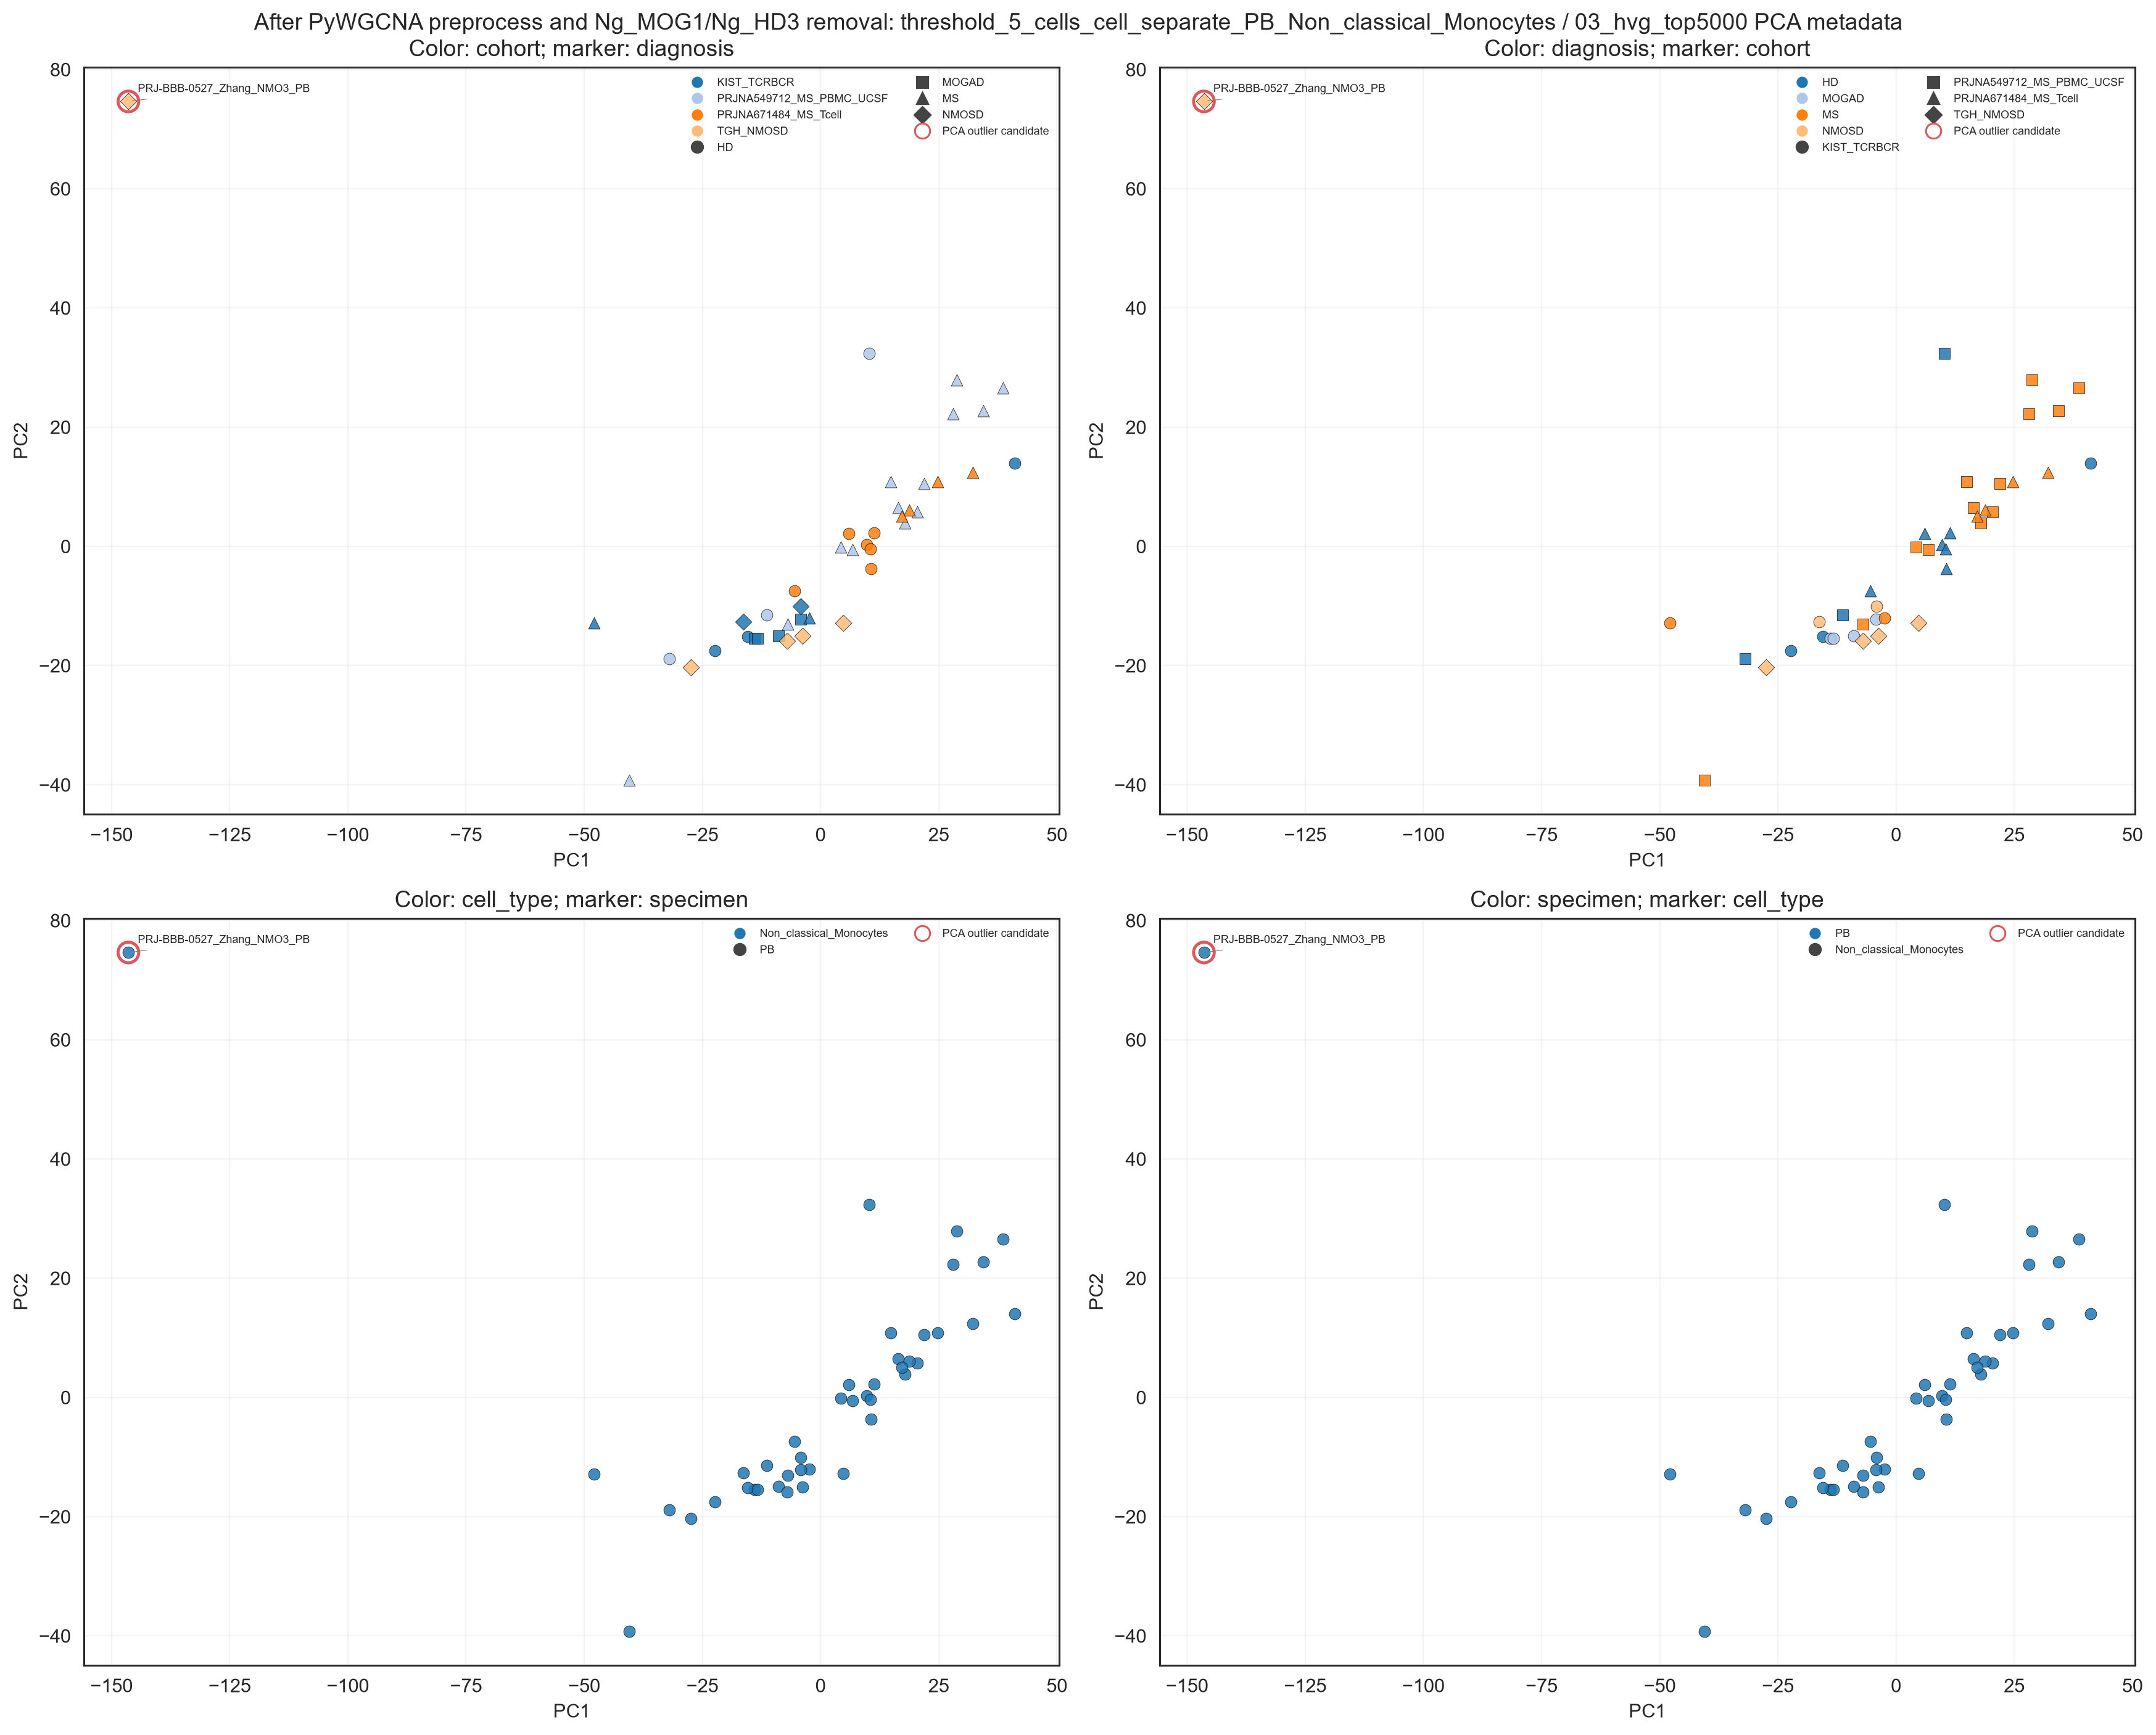 After PyWGCNA preprocess and Ng_MOG1/Ng_HD3 removal: threshold_5_cells_cell_separate_PB_Non_classical_Monocytes / 03_hvg_top5000 PCA metadata
Color: cohort; marker: diagnosis
80
60
40
20
0
−20
−40
PC2
−150 −125 −100 −75 −50 −25 0 25 50
PC1
PRJ-BBB-0527_Zhang_NMO3_PB
KIST_TCRBCR
PRJNA549712_MS_PBMC_UCSF
PRJNA671484_MS_Tcell
TGH_NMOSD
HD
MOGAD
MS
NMOSD
PCA outlier candidate
Color: diagnosis; marker: cohort
80
60
40
20
0
−20
−40
PC2
−150 −125 −100 −75 −50 −25 0 25 50
PC1
PRJ-BBB-0527_Zhang_NMO3_PB
HD
MOGAD
MS
NMOSD
KIST_TCRBCR
PRJNA549712_MS_PBMC_UCSF
PRJNA671484_MS_Tcell
TGH_NMOSD
PCA outlier candidate
Color: cell_type; marker: specimen
80
60
40
20
0
−20
−40
PC2
−150 −125 −100 −75 −50 −25 0 25 50
PC1
PRJ-BBB-0527_Zhang_NMO3_PB
Non_classical_Monocytes
PB
PCA outlier candidate
Color: specimen; marker: cell_type
80
60
40
20
0
−20
−40
PC2
−150 −125 −100 −75 −50 −25 0 25 50
PC1
PRJ-BBB-0527_Zhang_NMO3_PB
PB
Non_classical_Monocytes
PCA outlier candidate